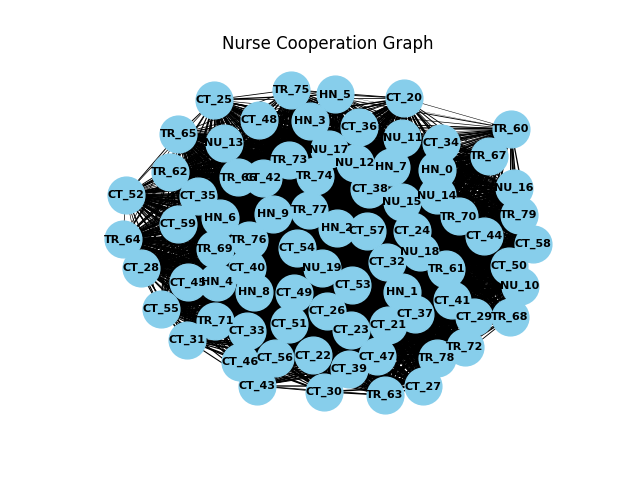 Nurse Cooperation Graph
TR_75
HN_5
CT_25
CT_20
CT_48
HN_3
CT_36
TR_60
TR_65
NU_13
NU_11
CT_34
NU_17
TR_67
TR_73
NU_12
HN_7
HN_0
TR_62
CT_42
TR_74
CT_38
NU_16
CT_52
CT_35
NU_14
NU_15
HN_6
HN_9
TR_77
TR_70
TR_79
CT_59
HN_2
CT_57
CT_24
TR_64
TR_76
CT_44
CT_58
TR_69
CT_54
NU_18
CT_28
CT_40
NU_19
CT_32
TR_61
CT_50
CT_45
HN_4
HN_8
CT_49
CT_53
HN_1
NU_10
CT_41
CT_55
CT_26
CT_37
CT_29
TR_68
TR_71
CT_33
CT_51
CT_23
CT_21
CT_31
TR_72
CT_46
CT_56
CT_22
CT_39
CT_47
TR_78
CT_43
CT_30
TR_63
CT_27